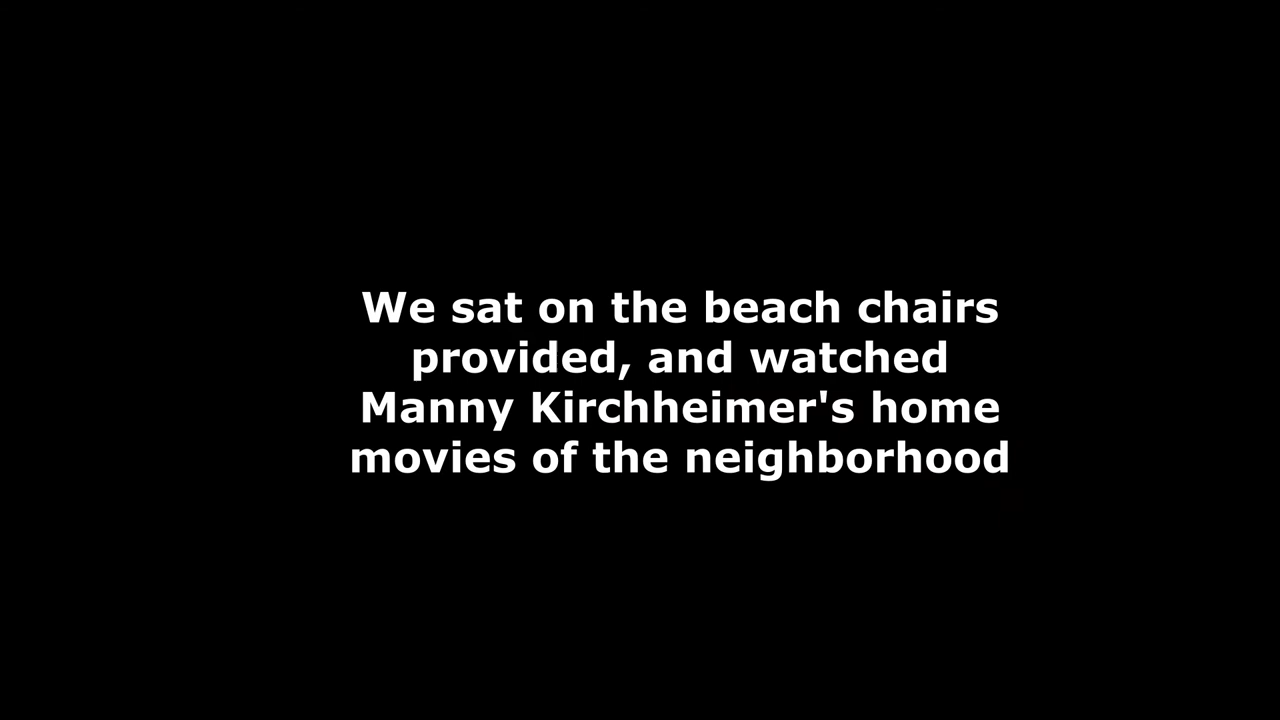 We sat on the beach chairs
provided, and watched
Manny Kirchheimer's home
movies of the neighborhood